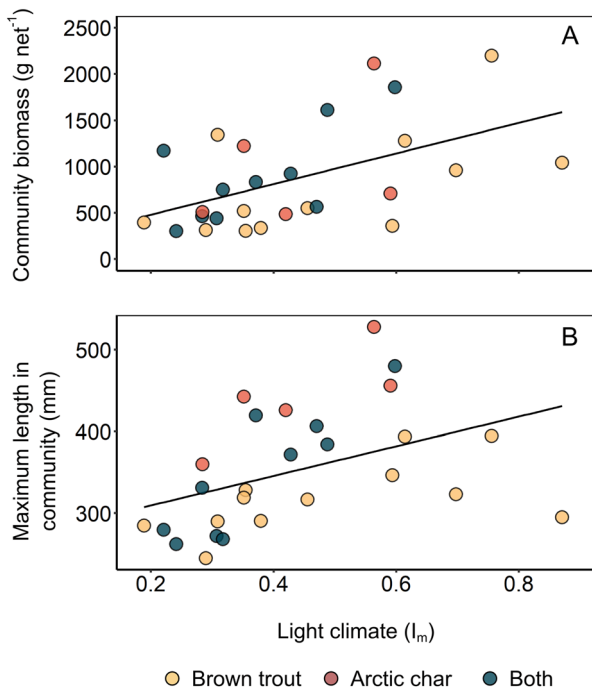 A
Community biomass (g net⁻¹)
2500
2000
1500
1000
500
0
B
Maximum length in
community (mm)
500
400
300
0.2 0.4 0.6 0.8
Light climate (Iₘ)
Brown trout Arctic char Both